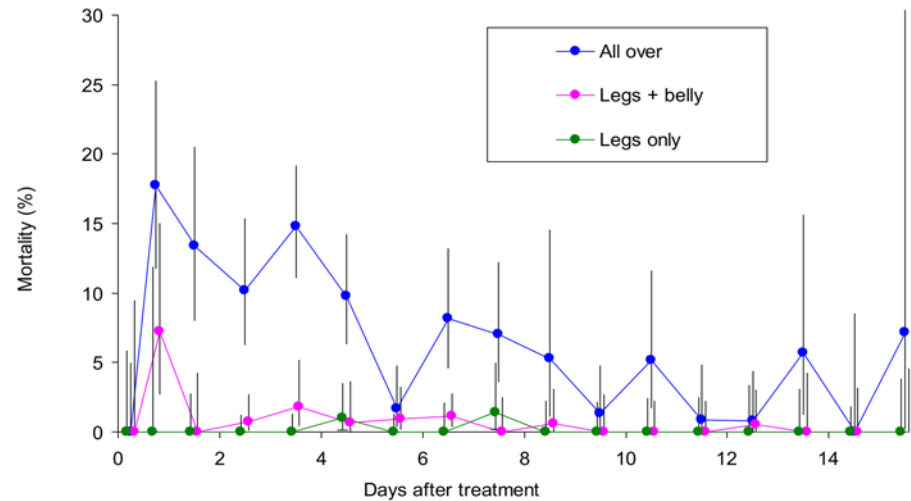 30
25
20
15
10
5
0
Mortality (%)
All over
Legs + belly
Legs only
0 2 4 6 8 10 12 14
Days after treatment